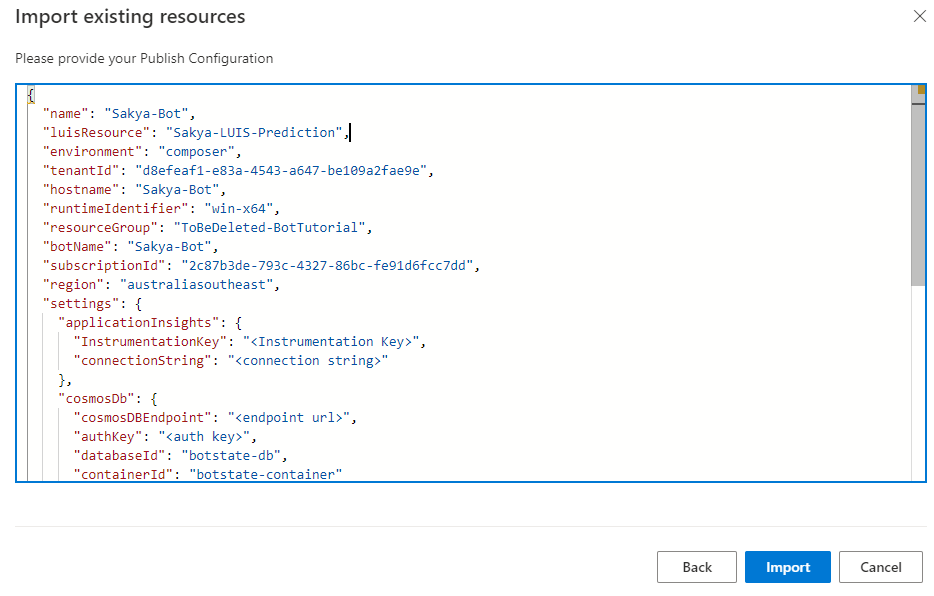 Import existing resources
Please provide your Publish Configuration
{
"name": "Sakya-Bot",
"luisResource": "Sakya-LUIS-Prediction",
"environment": "composer",
"tenantId": "d8efeaf1-e83a-4543-a647-be109a2fae9e",
"hostname": "Sakya-Bot",
"runtimeIdentifier": "win-x64",
"resourceGroup": "ToBeDeleted-BotTutorial",
"botName": "Sakya-Bot",
"subscriptionId": "2c87b3de-793c-4327-86bc-fe91d6fcc7dd",
"region": "australiasoutheast",
"settings": {
"applicationInsights": {
"InstrumentationKey": "<Instrumentation Key>",
"connectionString": "<connection string>"
},
"cosmosDb": {
"cosmosDBEndpoint": "<endpoint url>",
"authKey": "<auth key>",
"databaseId": "botstate-db",
"containerId": "botstate-container"
Back
Import
Cancel